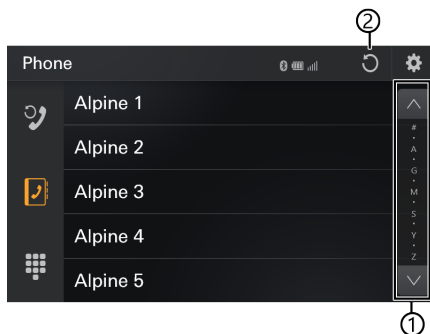 ②
Phone
Alpine 1
Alpine 2
Alpine 3
Alpine 4
Alpine 5
#
A
G
M
S
Y
Z
①